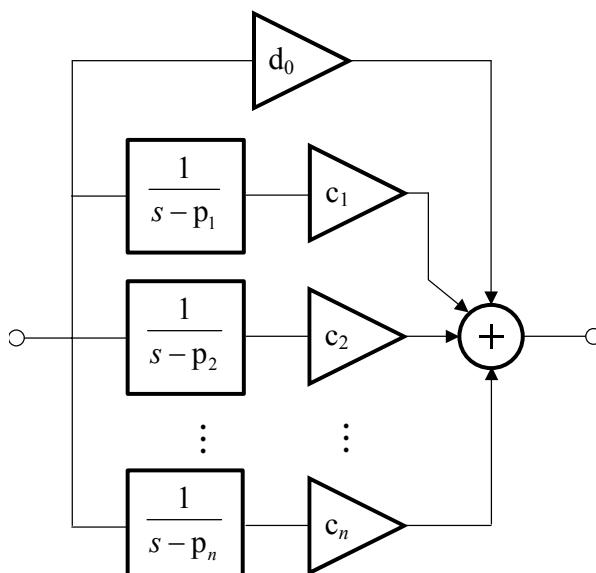 d₀
1
s − p₁
c₁
1
s − p₂
c₂
+
⋮ ⋮
1
s − pₙ
cₙ